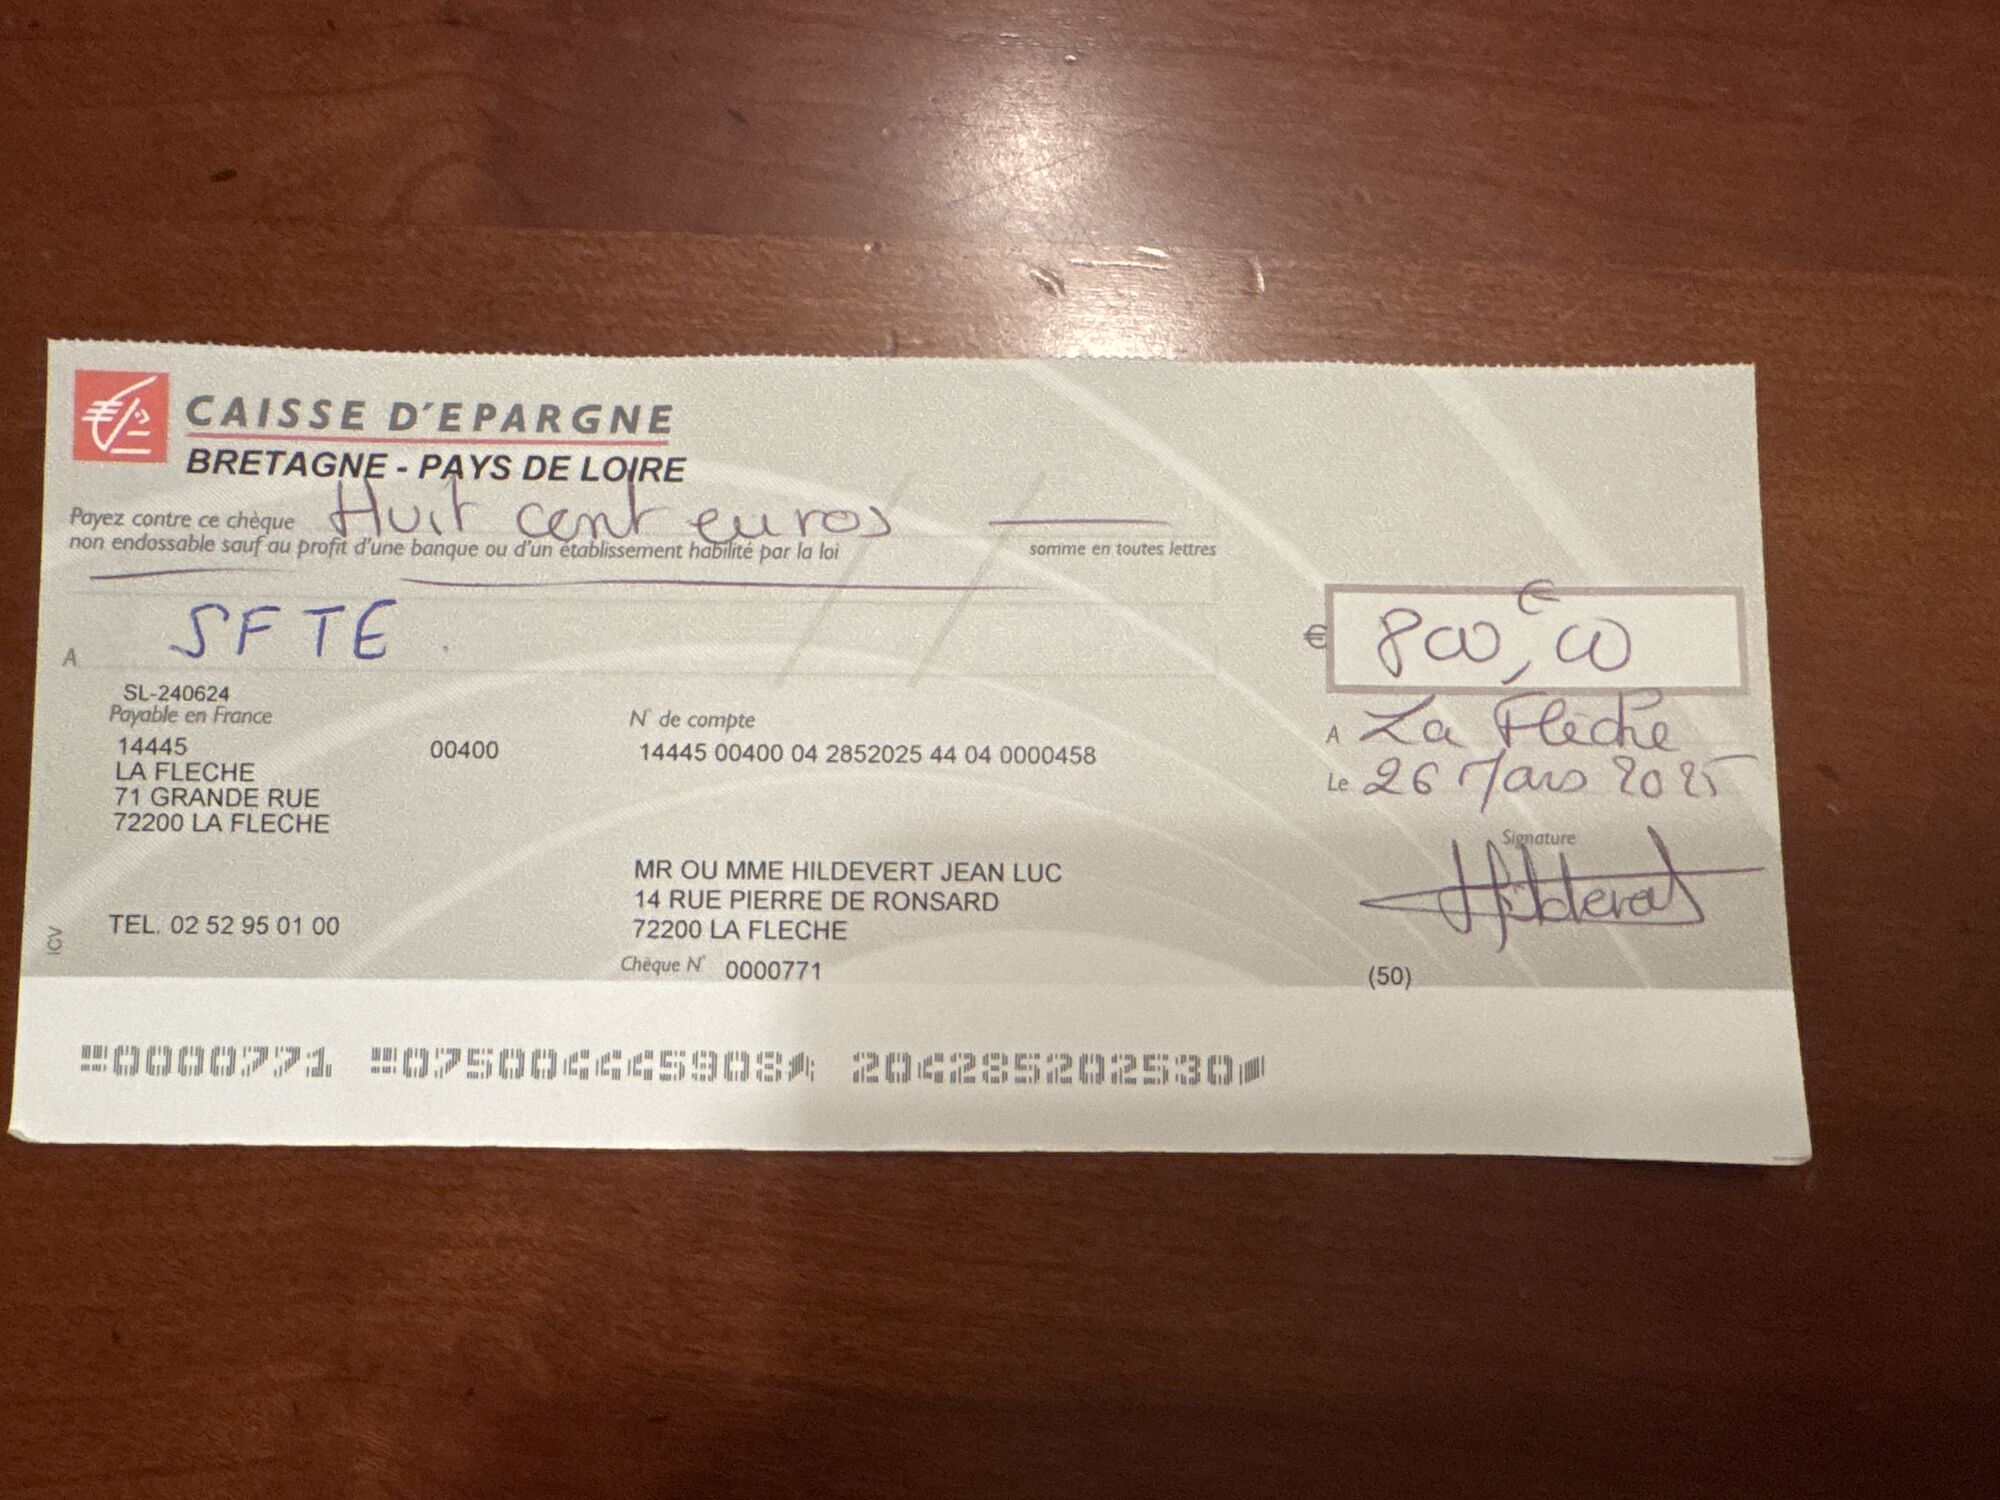 CAISSE D'EPARGNE
BRETAGNE - PAYS DE LOIRE
Payez contre ce chèque Huit cent euros
non endossable sauf au profit d'une banque ou d'un établissement habilité par la loi somme en toutes lettres
€ 800,€00
A SFTE.
SL-240624
Payable en France
14445 00400
LA FLECHE
71 GRANDE RUE
72200 LA FLECHE
TEL. 02 52 95 01 00
N° de compte
14445 00400 04 2852025 44 04 0000458
A La Flèche
Le 26 Mars 2025
Signature
Hildevert
MR OU MME HILDEVERT JEAN LUC
14 RUE PIERRE DE RONSARD
72200 LA FLECHE
Chèque N° 0000771
(50)
ICV
0000771 075004445908 204285202530